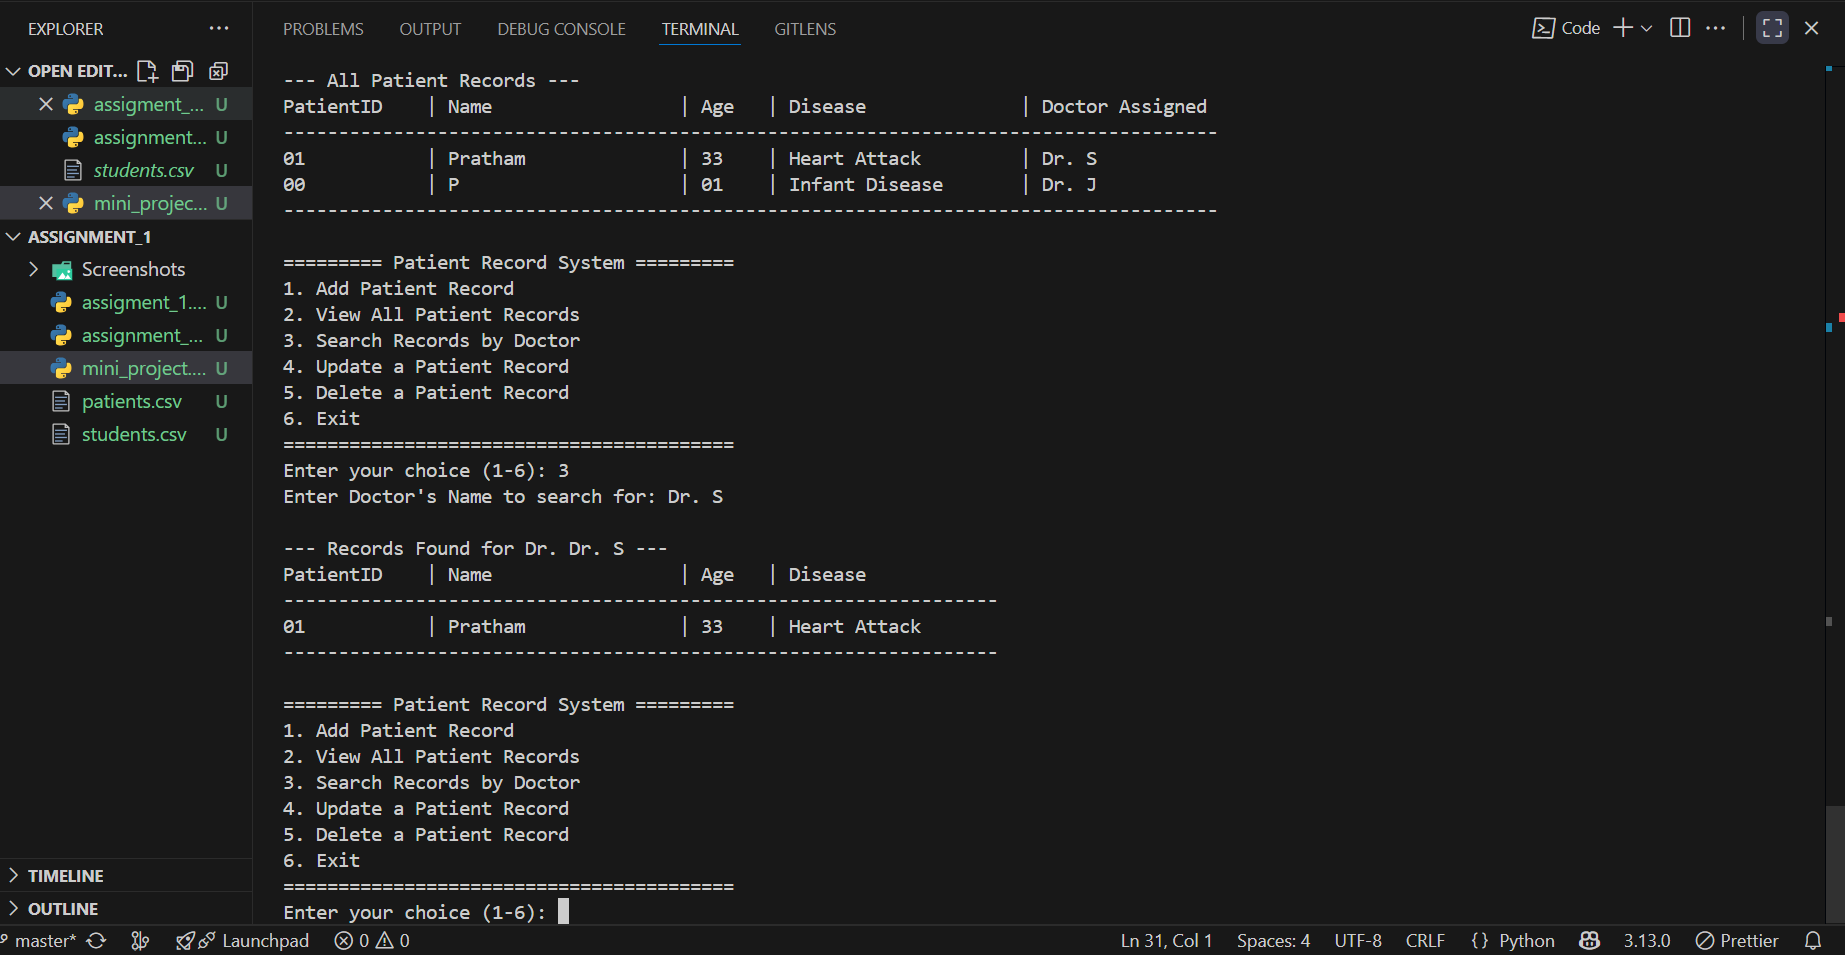 EXPLORER ···
OPEN EDIT...
assigment_... U
assignment... U
students.csv U
mini_projec... U
ASSIGNMENT_1
Screenshots
assigment_1.... U
assignment_... U
mini_project.... U
patients.csv U
students.csv U
TIMELINE
OUTLINE
PROBLEMS OUTPUT DEBUG CONSOLE TERMINAL GITLENS
Code
--- All Patient Records ---
PatientID | Name | Age | Disease | Doctor Assigned
-------------------------------------------------------------------------------------
01 | Pratham | 33 | Heart Attack | Dr. S
00 | P | 01 | Infant Disease | Dr. J
-------------------------------------------------------------------------------------
========= Patient Record System =========
1. Add Patient Record
2. View All Patient Records
3. Search Records by Doctor
4. Update a Patient Record
5. Delete a Patient Record
6. Exit
=========================================
Enter your choice (1-6): 3
Enter Doctor's Name to search for: Dr. S
--- Records Found for Dr. Dr. S ---
PatientID | Name | Age | Disease
-----------------------------------------------------------------
01 | Pratham | 33 | Heart Attack
-----------------------------------------------------------------
========= Patient Record System =========
1. Add Patient Record
2. View All Patient Records
3. Search Records by Doctor
4. Update a Patient Record
5. Delete a Patient Record
6. Exit
=========================================
Enter your choice (1-6):
master* Launchpad 0 0 Ln 31, Col 1 Spaces: 4 UTF-8 CRLF {} Python 3.13.0 Prettier